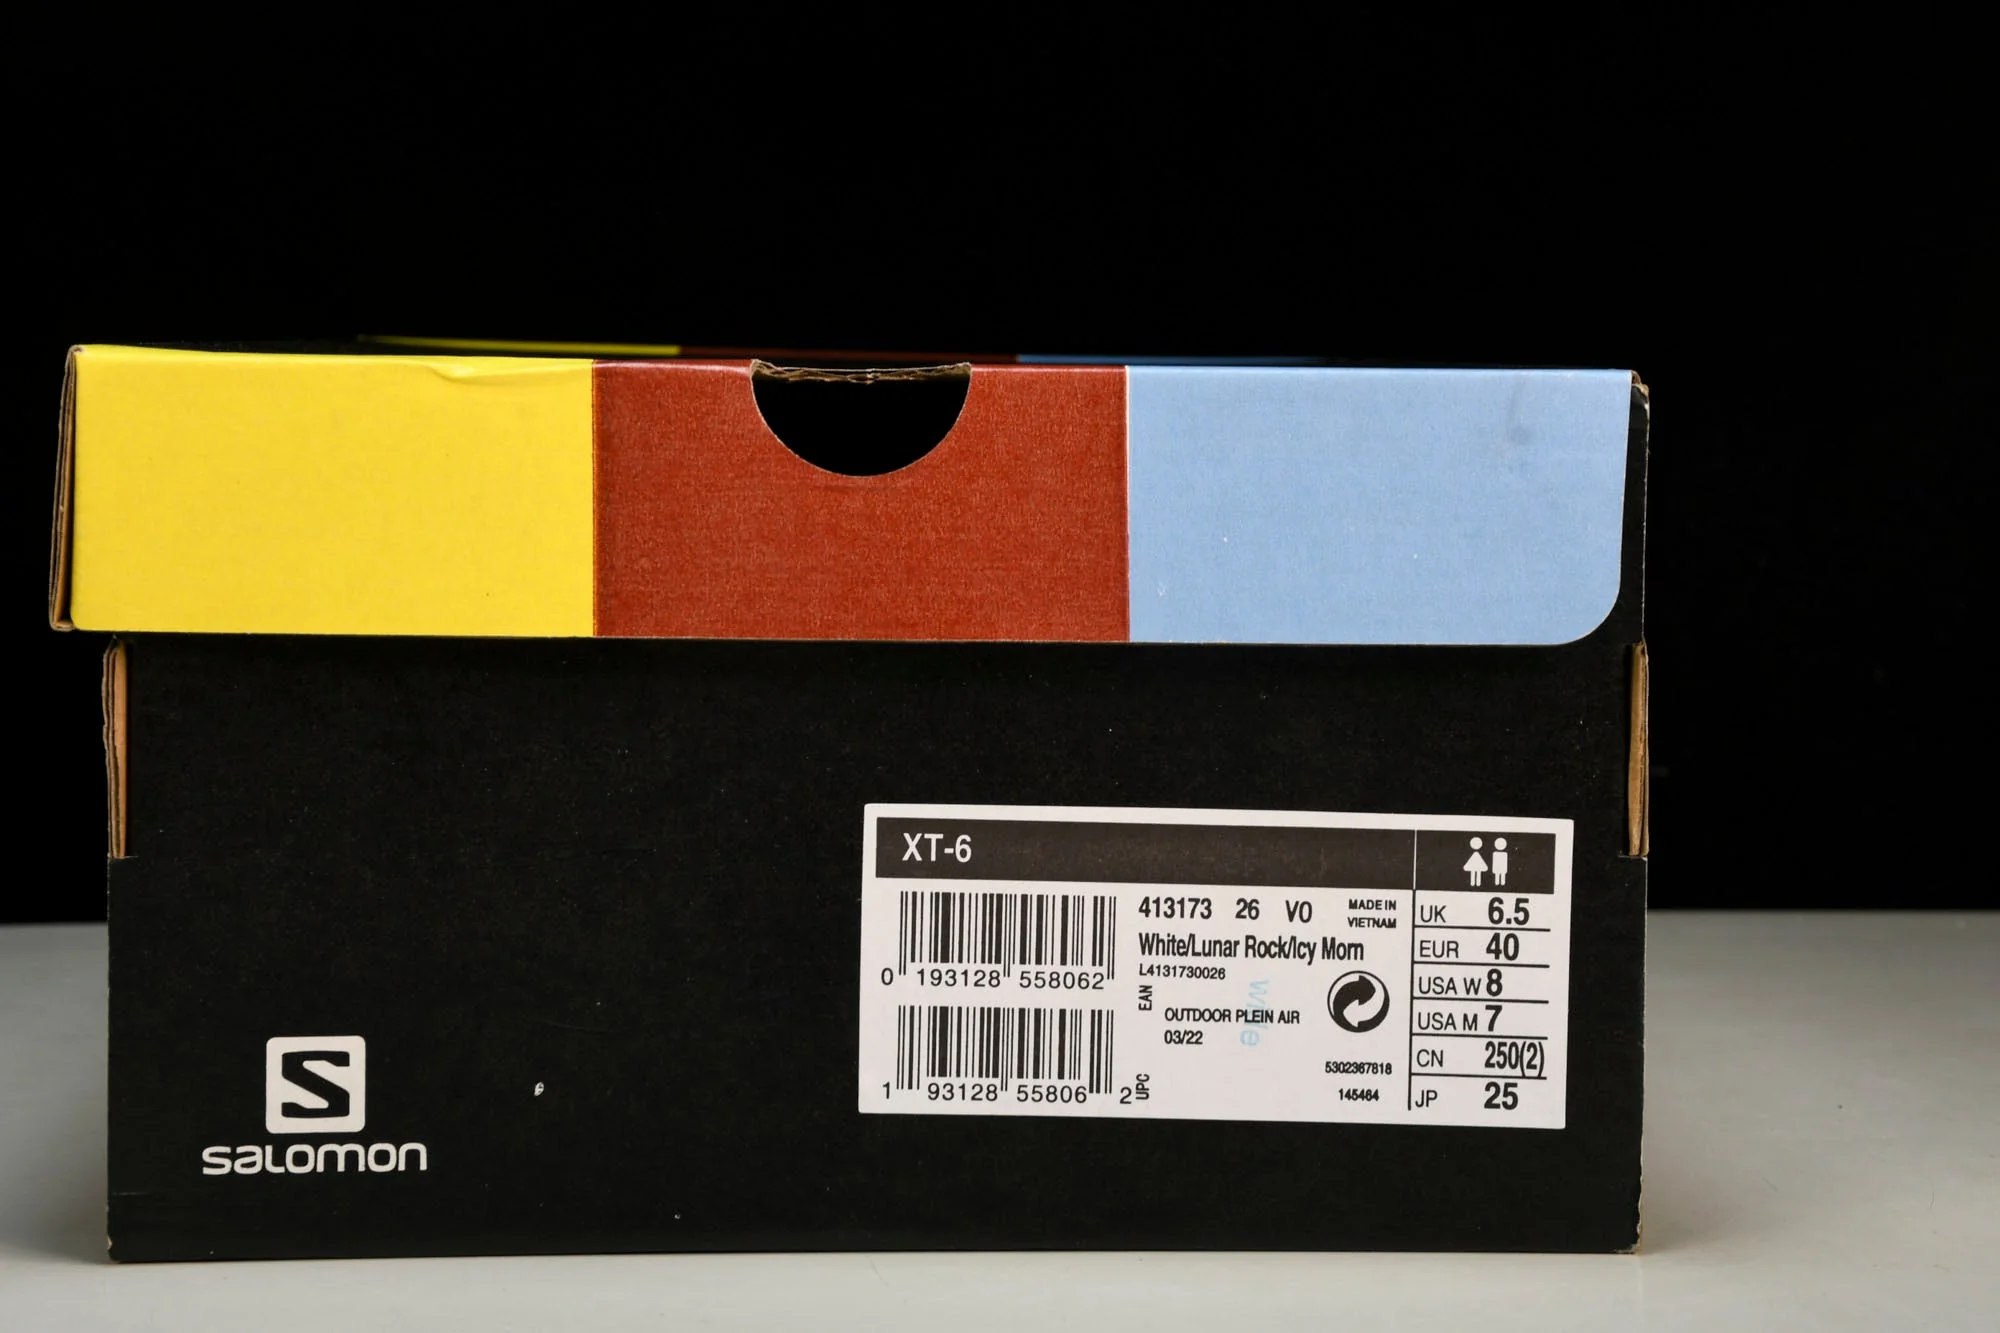 XT-6
413173 26 V0
MADE IN
VIETNAM
White/Lunar Rock/Icy Morn
L4131730026
0 193128 558062
EAN
OUTDOOR PLEIN AIR
03/22
1 93128 55806 2
UPC
5302367818
145464
UK 6.5
EUR 40
USA W 8
USA M 7
CN 250(2)
JP 25
S
salomon